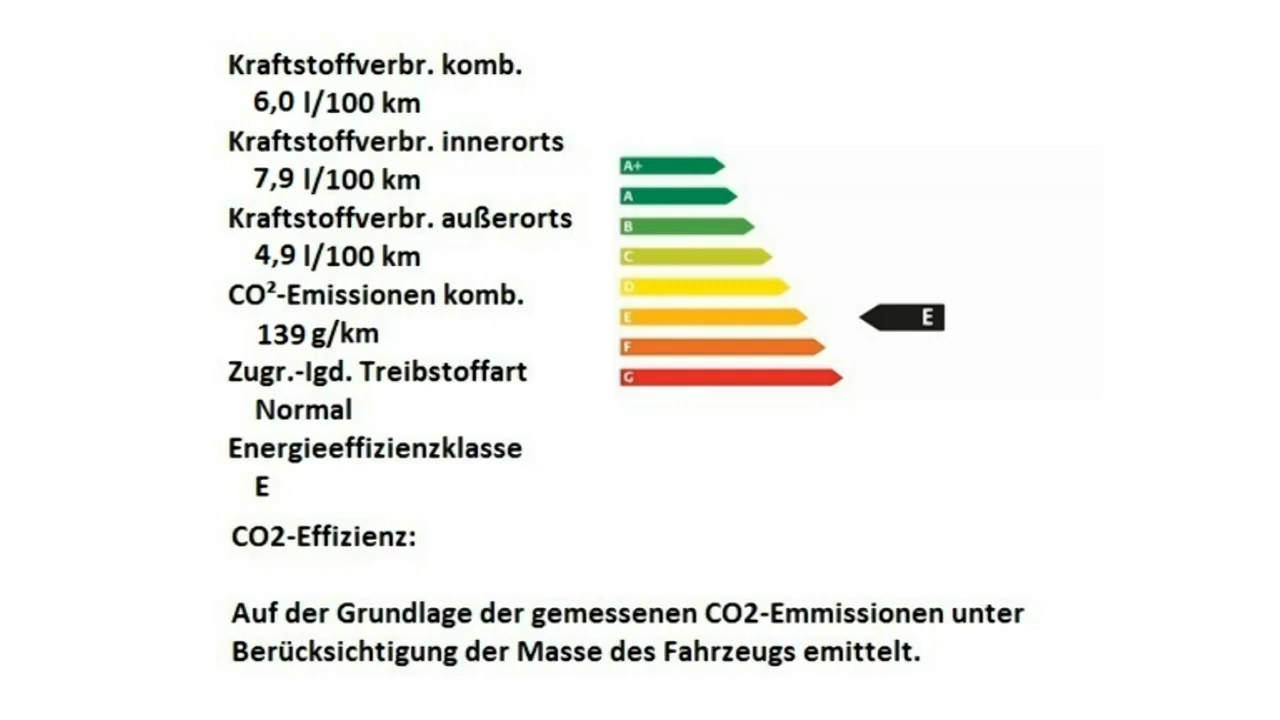 Kraftstoffverbr. komb.
6,0 l/100 km
Kraftstoffverbr. innerorts
7,9 l/100 km
Kraftstoffverbr. außerorts
4,9 l/100 km
CO²-Emissionen komb.
139 g/km
Zugr.-lgd. Treibstoffart
Normal
Energieeffizienzklasse
E
A+
A
B
C
D
E
E
F
G
CO2-Effizienz:
Auf der Grundlage der gemessenen CO2-Emmissionen unter
Berücksichtigung der Masse des Fahrzeugs emittelt.